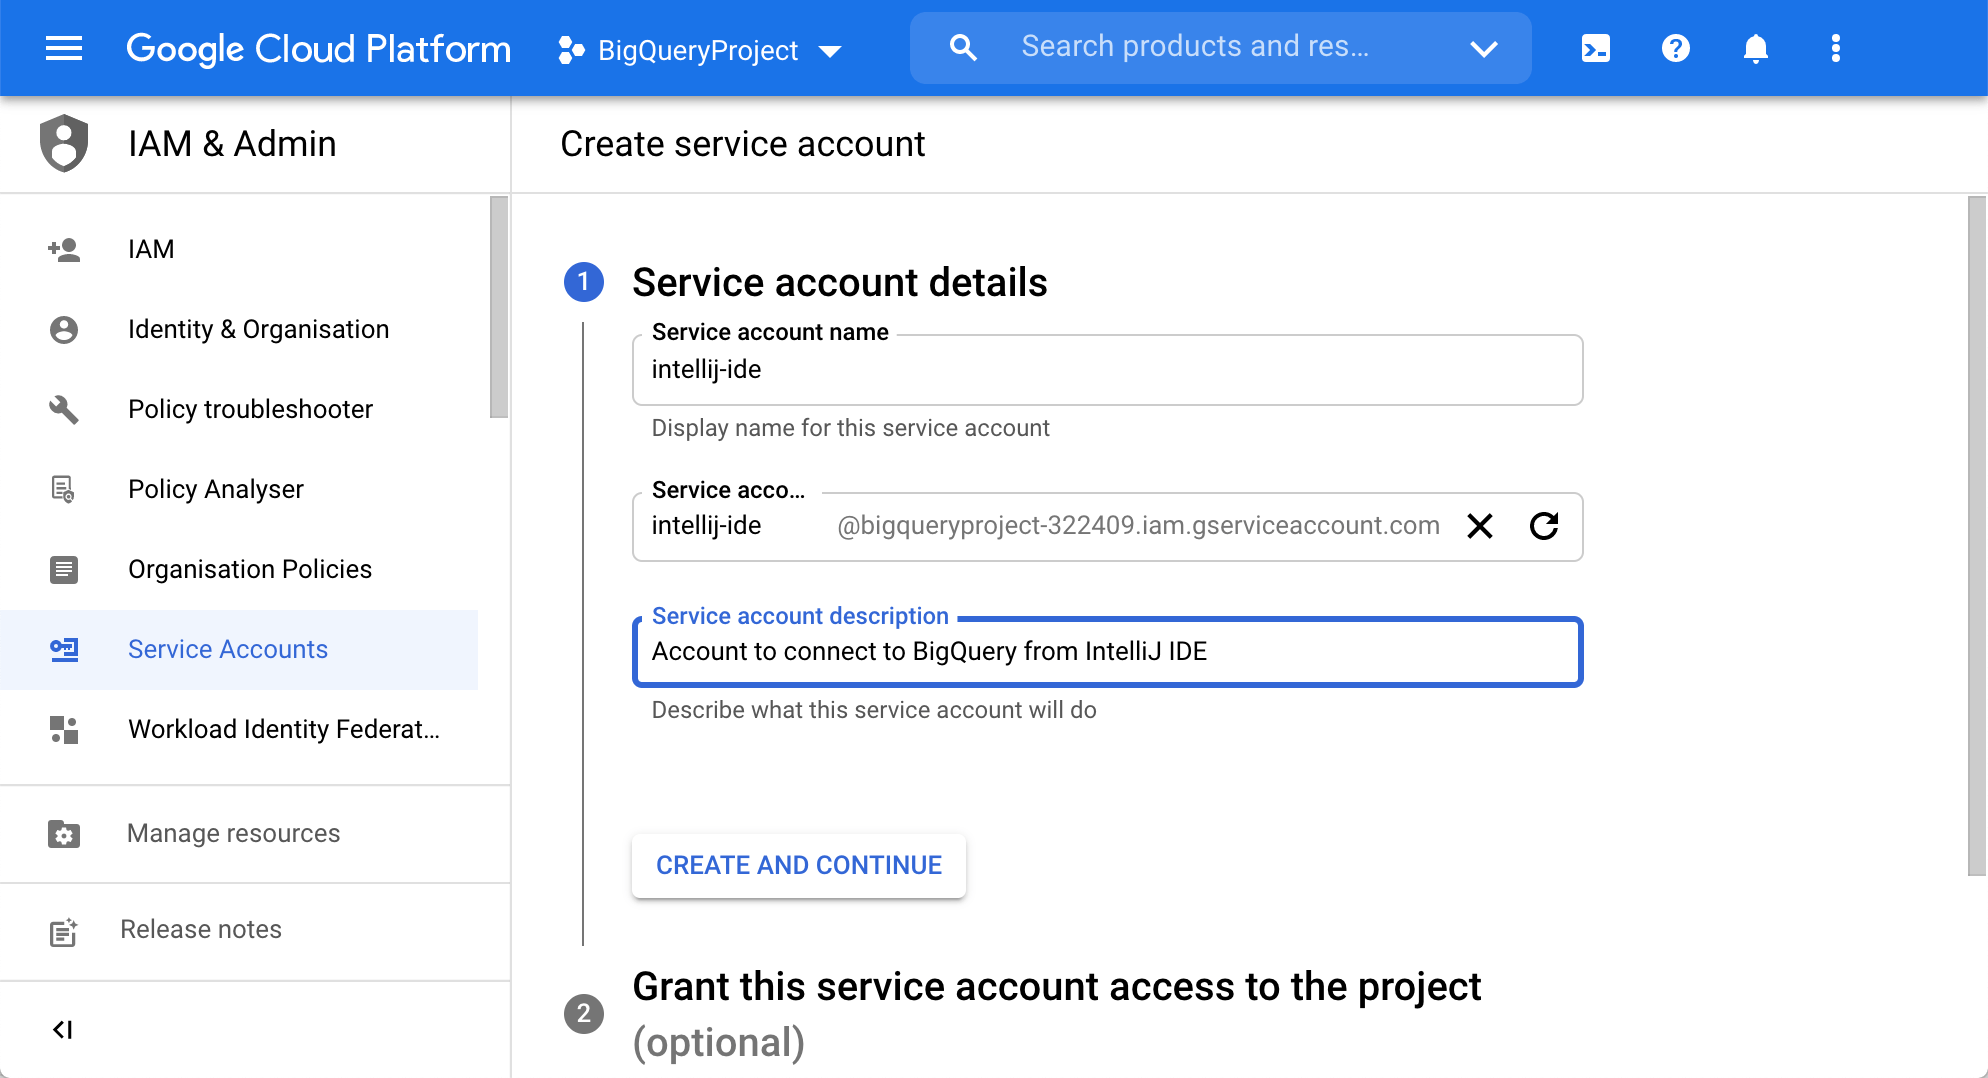 Google Cloud Platform
BigQueryProject
Search products and res...
IAM & Admin
Create service account
IAM
Identity & Organisation
Policy troubleshooter
Policy Analyser
Organisation Policies
Service Accounts
Workload Identity Federat...
Manage resources
Release notes
1
Service account details
Service account name
intellij-ide
Display name for this service account
Service acco...
intellij-ide @bigqueryproject-322409.iam.gserviceaccount.com
Service account description
Account to connect to BigQuery from IntelliJ IDE
Describe what this service account will do
CREATE AND CONTINUE
2
Grant this service account access to the project
(optional)